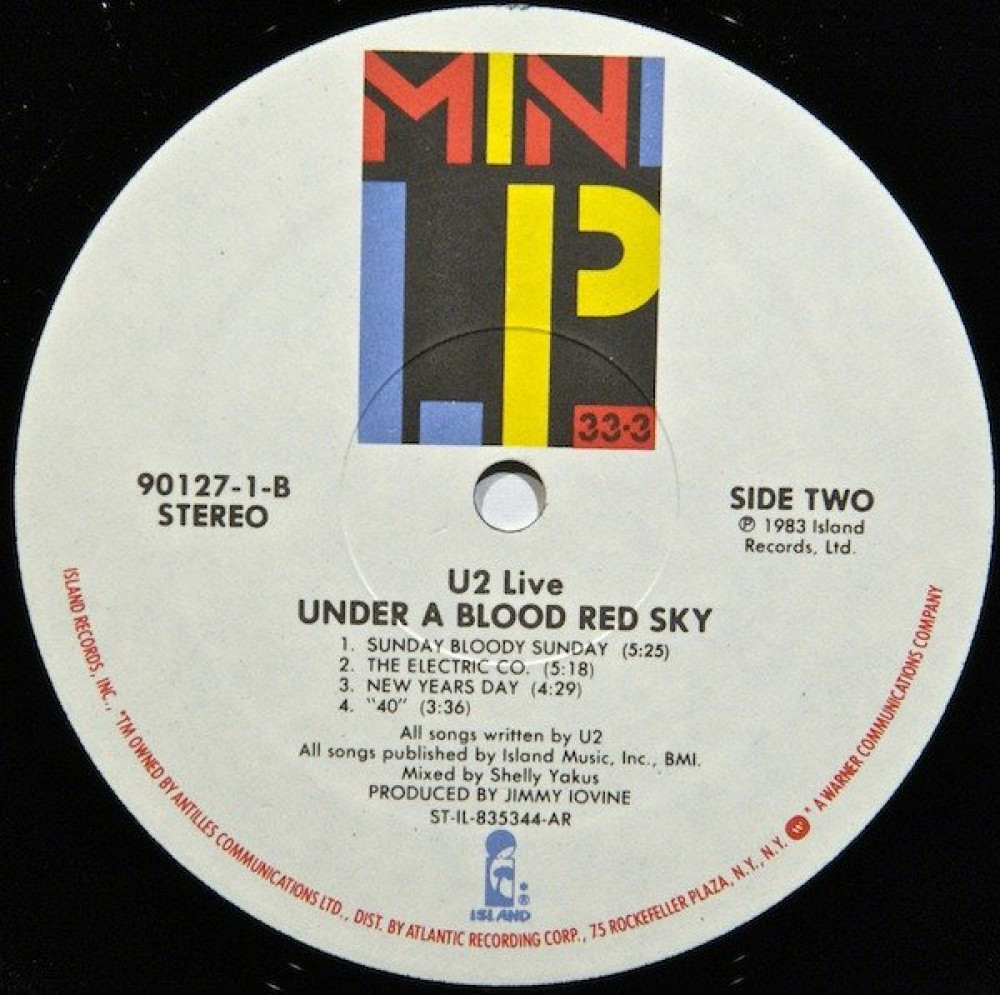 MINI
LP
33·3
90127-1-B
STEREO
SIDE TWO
℗ 1983 Island
Records, Ltd.
U2 Live
UNDER A BLOOD RED SKY
1. SUNDAY BLOODY SUNDAY (5:25)
2. THE ELECTRIC CO. (5:18)
3. NEW YEARS DAY (4:29)
4. "40" (3:36)
All songs written by U2
All songs published by Island Music, Inc., BMI.
Mixed by Shelly Yakus
PRODUCED BY JIMMY IOVINE
ST-IL-835344-AR
ISLAND ®
ISLAND RECORDS, INC., *TM OWNED BY ANTILLES COMMUNICATIONS LTD., DIST. BY ATLANTIC RECORDING CORP., 75 ROCKEFELLER PLAZA, N.Y., N.Y. W * A WARNER COMMUNICATIONS COMPANY